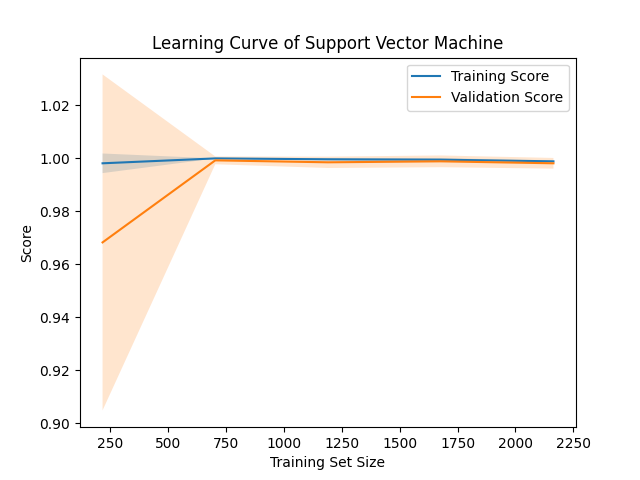 Learning Curve of Support Vector Machine
Training Score
Validation Score
1.02
1.00
0.98
0.96
0.94
0.92
0.90
Score
250 500 750 1000 1250 1500 1750 2000 2250
Training Set Size